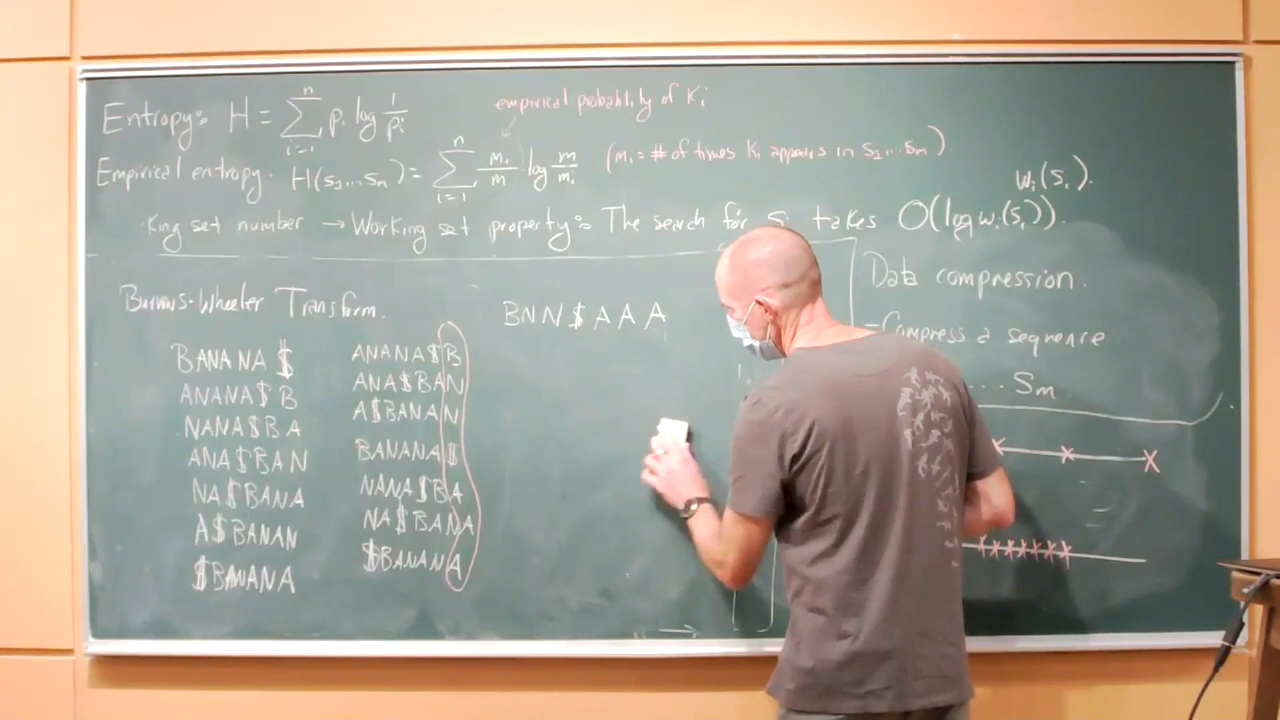 Entropy: H = ∑ i=1 n pi log 1/pi
empirical probability of Ki
Empirical entropy. H(s1...sm) = ∑ i=1 n mi/m log m/mi (mi = # of times Ki appears in s1...sm).
wi(si).
king set number → Working set property: The search for si takes O(log wi(si)).
Burrows-Wheeler Transform.
BANANA$
ANANA$B
NANA$BA
ANA$BAN
NA$BANA
A$BANAN
$BANANA
ANANA$B
ANA$BAN
A$BANAN
BANANA$
NANA$BA
NA$BANA
$BANANA
BNN$AAA
Data compression.
- Compress a sequence
... Sm